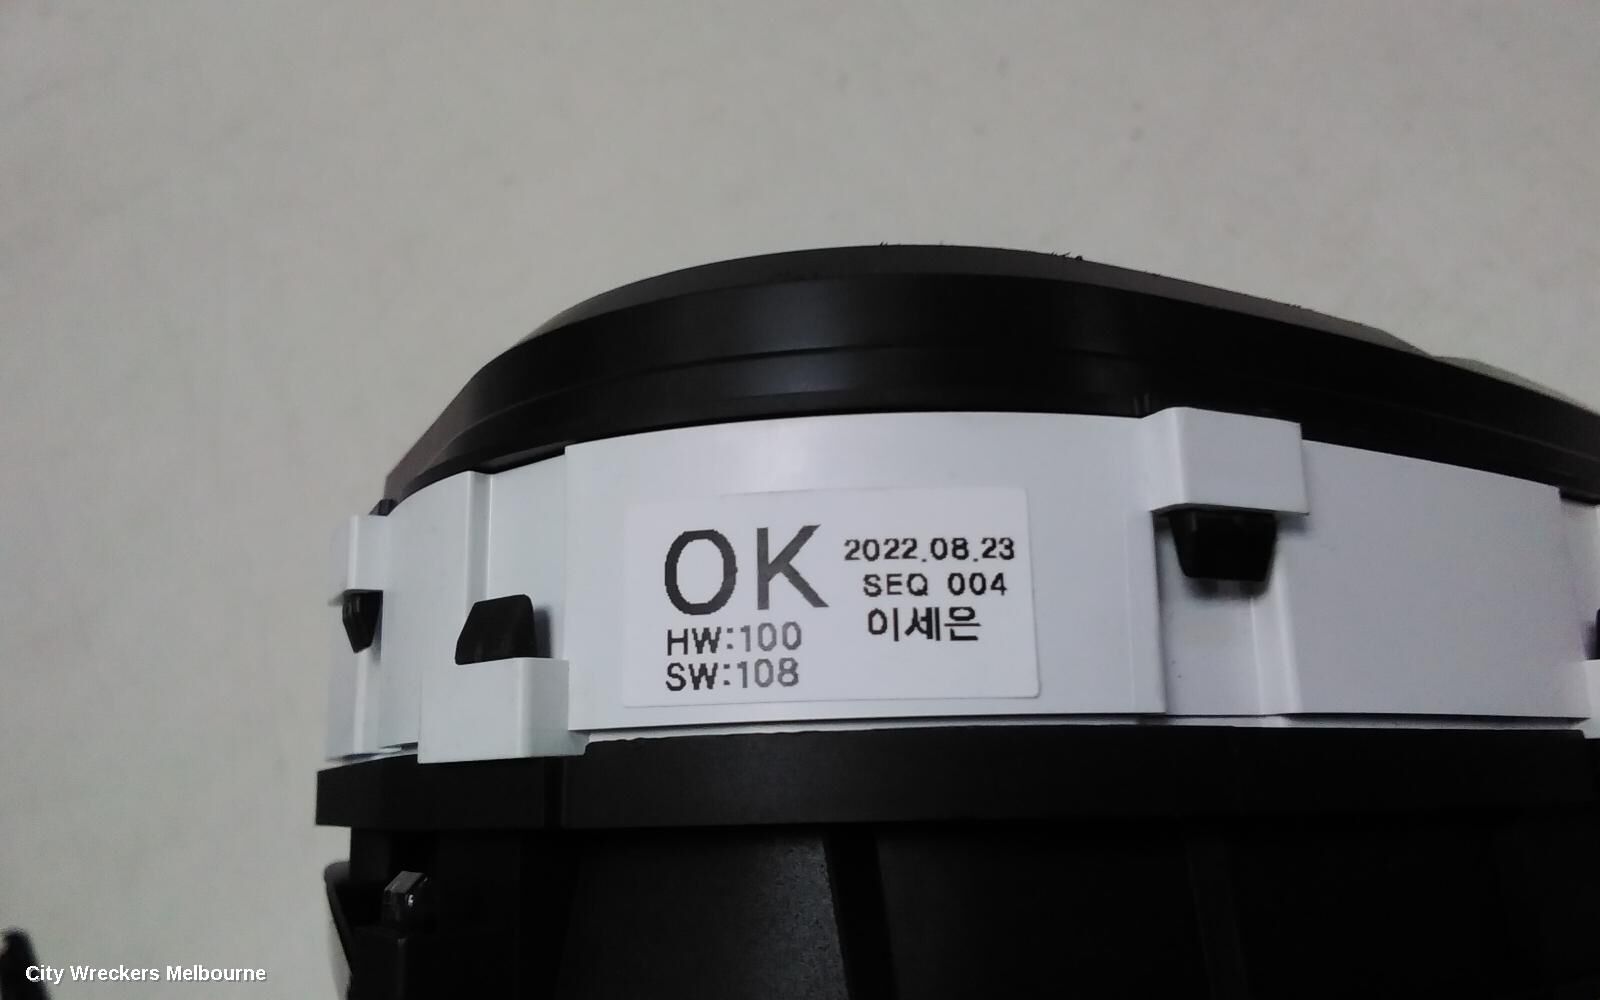 OK
HW:100
SW:108
2022.08.23
SEQ 004
이세은
City Wreckers Melbourne